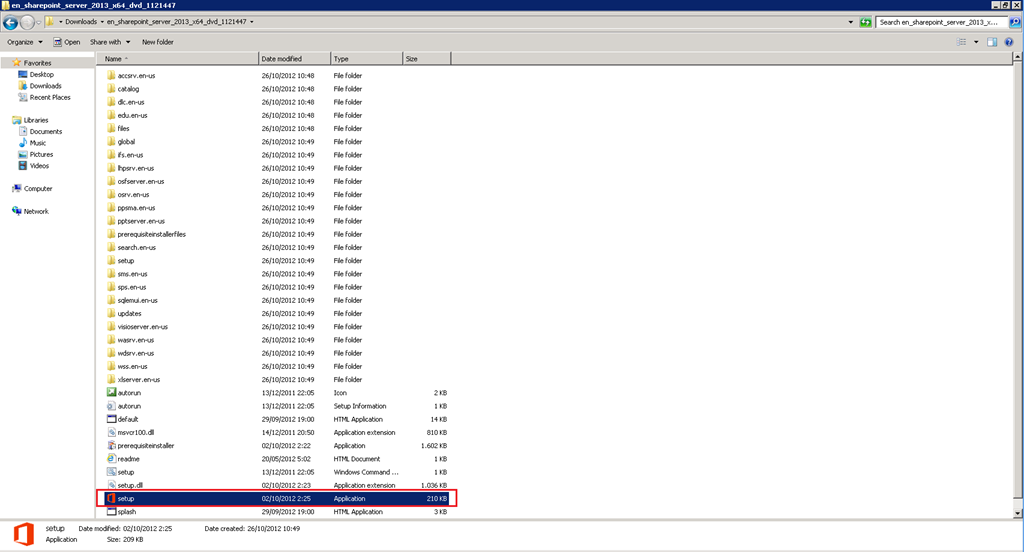 en_sharepoint_server_2013_x64_dvd_1121447
Downloads en_sharepoint_server_2013_x64_dvd_1121447 Search en_sharepoint_server_2013_x...
Organize Open Share with New folder
Favorites
Desktop
Downloads
Recent Places
Libraries
Documents
Music
Pictures
Videos
Computer
Network
Name Date modified Type Size
accsrv.en-us 26/10/2012 10:48 File folder
catalog 26/10/2012 10:48 File folder
dlc.en-us 26/10/2012 10:48 File folder
edu.en-us 26/10/2012 10:48 File folder
files 26/10/2012 10:48 File folder
global 26/10/2012 10:49 File folder
ifs.en-us 26/10/2012 10:49 File folder
lhpsrv.en-us 26/10/2012 10:49 File folder
osfserver.en-us 26/10/2012 10:49 File folder
osrv.en-us 26/10/2012 10:49 File folder
ppsma.en-us 26/10/2012 10:49 File folder
pptserver.en-us 26/10/2012 10:49 File folder
prerequisiteinstallerfiles 26/10/2012 10:49 File folder
search.en-us 26/10/2012 10:49 File folder
setup 26/10/2012 10:49 File folder
sms.en-us 26/10/2012 10:49 File folder
sps.en-us 26/10/2012 10:49 File folder
sqlemui.en-us 26/10/2012 10:49 File folder
updates 26/10/2012 10:49 File folder
visioserver.en-us 26/10/2012 10:49 File folder
wasrv.en-us 26/10/2012 10:49 File folder
wdsrv.en-us 26/10/2012 10:49 File folder
wss.en-us 26/10/2012 10:49 File folder
xlserver.en-us 26/10/2012 10:49 File folder
autorun 13/12/2011 22:05 Icon 2 KB
autorun 13/12/2011 22:05 Setup Information 1 KB
default 29/09/2012 19:00 HTML Application 14 KB
msvcr100.dll 14/12/2011 20:50 Application extension 810 KB
prerequisiteinstaller 02/10/2012 2:22 Application 1.602 KB
readme 20/05/2012 5:02 HTML Document 1 KB
setup 13/12/2011 22:05 Windows Command ... 1 KB
setup.dll 02/10/2012 2:23 Application extension 1.036 KB
setup 02/10/2012 2:25 Application 210 KB
splash 29/09/2012 19:00 HTML Application 3 KB
setup Date modified: 02/10/2012 2:25 Date created: 26/10/2012 10:49
Application Size: 209 KB